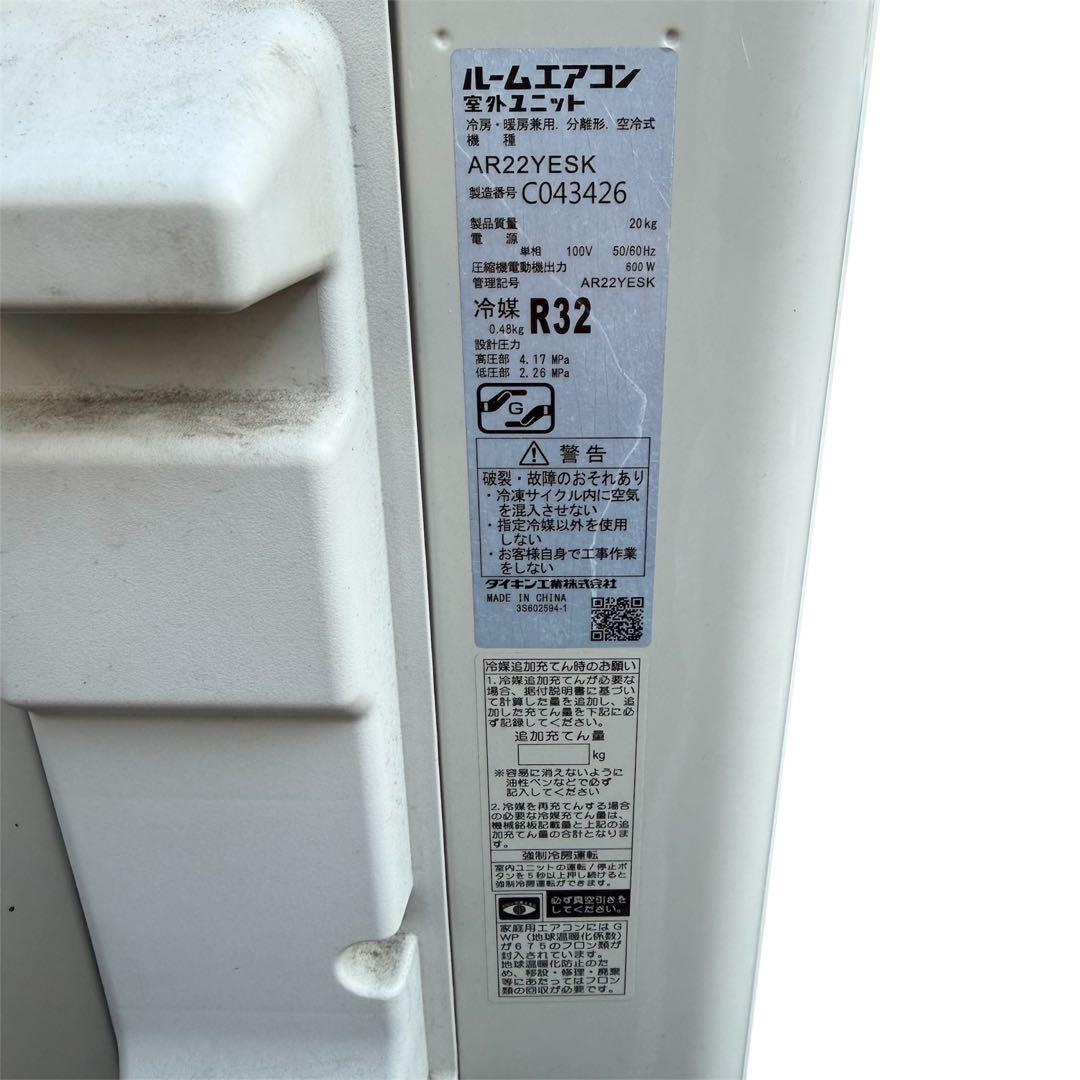 ルームエアコン
室外ユニット
冷房・暖房兼用. 分離形. 空冷式
機 種
AR22YESK
製造番号 C043426
製品質量 20kg
電 源
単相 100V 50/60Hz
圧縮機電動機出力 600W
管理記号 AR22YESK
冷媒 R32
0.48kg
設計圧力
高圧部 4.17 MPa
低圧部 2.26 MPa
G
警告
破裂・故障のおそれあり
・冷凍サイクル内に空気
を混入させない
・指定冷媒以外を使用
しない
・お客様自身で工事作業
をしない
ダイキン工業株式会社
MADE IN CHINA
3S602594-1
冷媒追加充てん時のお願い
1.冷媒追加充てんが必要な
場合、据付説明書に基づい
て計算した量を追加し、追
加した充てん量を下記に必
ず記録してください。
追加充てん量
kg
※容易に消えないように
油性ペンなどで必ず
記入してください
2.冷媒を再充てんする場合
の必要な冷媒充てん量は、
機械銘板記載量と上記の追
加充てん量の合計となりま
す。
強制冷房運転
室内ユニットの運転/停止ボ
タンを5秒以上押し続けると
強制冷房運転ができます。
必ず真空引きを
してください。
家庭用エアコンにはG
WP（地球温暖化係数）
が675のフロン類が
封入されています。
地球温暖化防止のた
め、移設・修理・廃棄
等にあたってはフロン
類の回収が必要です。